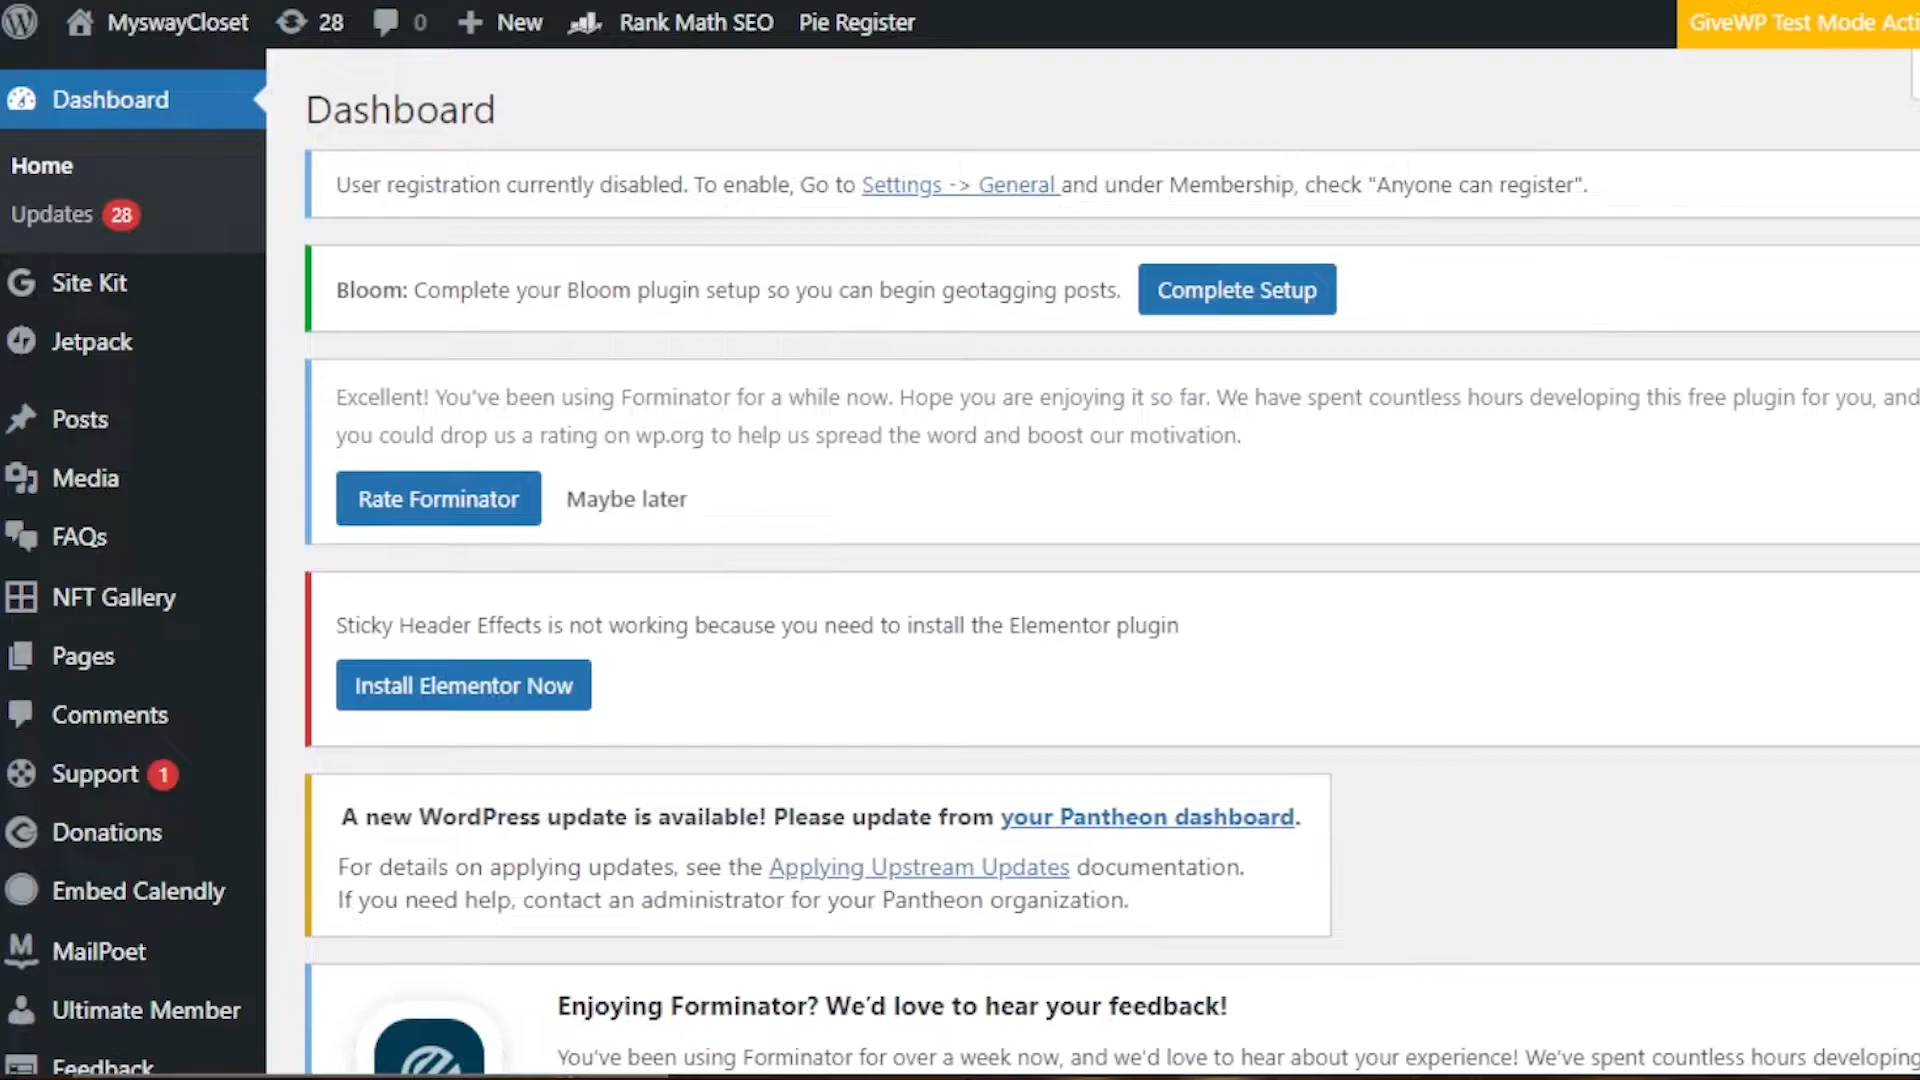 MyswayCloset 28 0 New Rank Math SEO Pie Register GiveWP Test Mode Acti
Dashboard
Home
Updates 28
Site Kit
Jetpack
Posts
Media
FAQs
NFT Gallery
Pages
Comments
Support 1
Donations
Embed Calendly
MailPoet
Ultimate Member
Feedback
Dashboard
User registration currently disabled. To enable, Go to Settings -> General and under Membership, check "Anyone can register".
Bloom: Complete your Bloom plugin setup so you can begin geotagging posts. Complete Setup
Excellent! You've been using Forminator for a while now. Hope you are enjoying it so far. We have spent countless hours developing this free plugin for you, and
you could drop us a rating on wp.org to help us spread the word and boost our motivation.
Rate Forminator Maybe later
Sticky Header Effects is not working because you need to install the Elementor plugin
Install Elementor Now
A new WordPress update is available! Please update from your Pantheon dashboard.
For details on applying updates, see the Applying Upstream Updates documentation.
If you need help, contact an administrator for your Pantheon organization.
Enjoying Forminator? We'd love to hear your feedback!
You've been using Forminator for over a week now, and we'd love to hear about your experience! We've spent countless hours developing